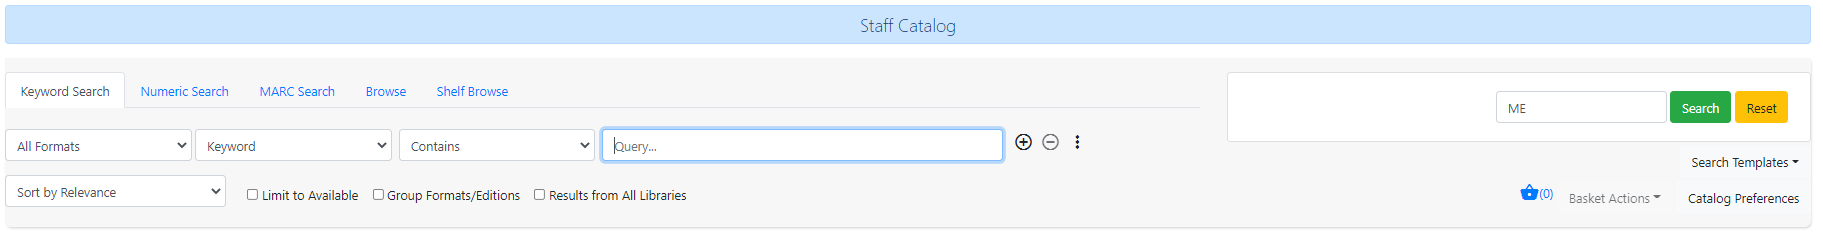 Staff Catalog
Keyword Search Numeric Search MARC Search Browse Shelf Browse
ME Search Reset
All Formats Keyword Contains Query...
Search Templates
Sort by Relevance Limit to Available Group Formats/Editions Results from All Libraries
(0) Basket Actions Catalog Preferences